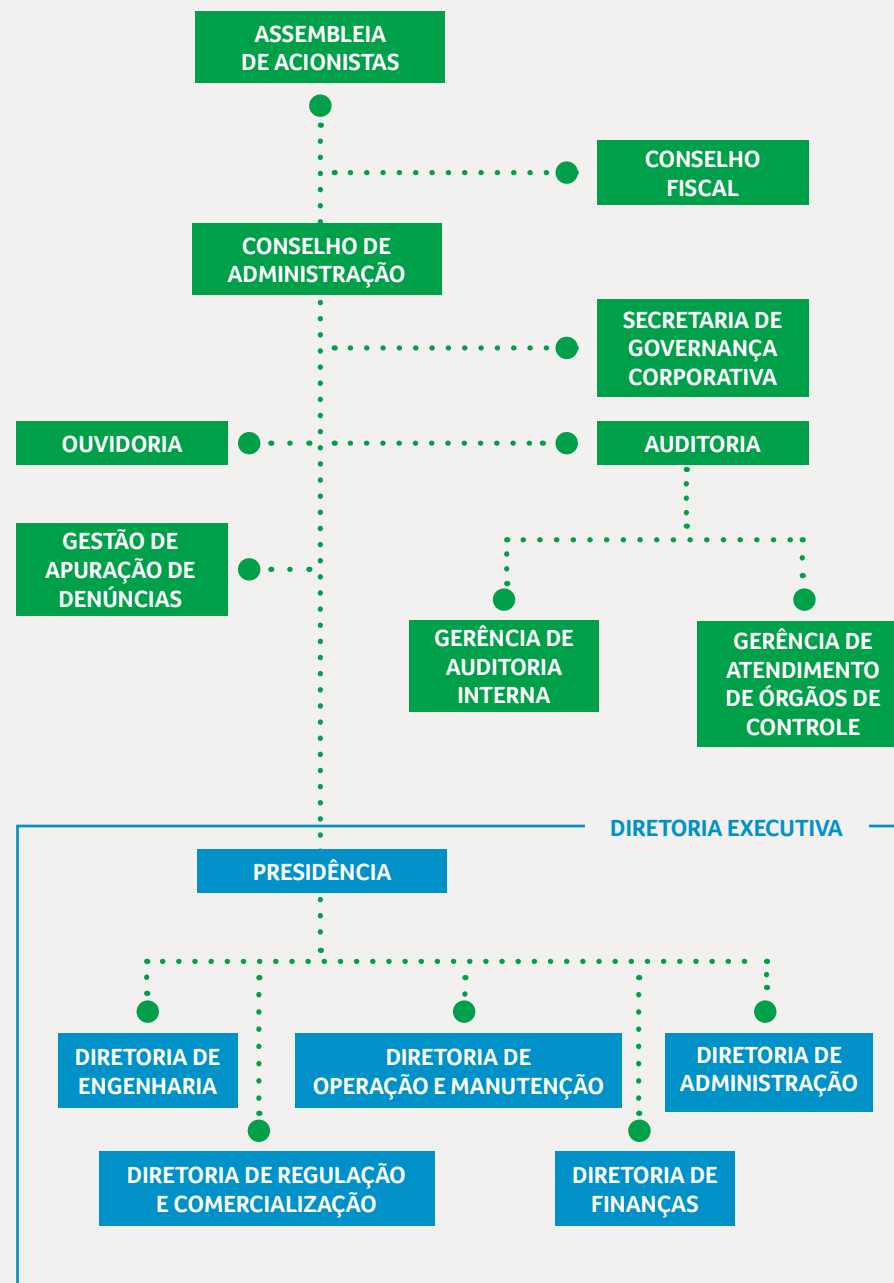 ASSEMBLEIA
DE ACIONISTAS
CONSELHO
FISCAL
CONSELHO DE
ADMINISTRAÇÃO
SECRETARIA DE
GOVERNANÇA
CORPORATIVA
OUVIDORIA
AUDITORIA
GESTÃO DE
APURAÇÃO DE
DENÚNCIAS
GERÊNCIA DE
AUDITORIA
INTERNA
GERÊNCIA DE
ATENDIMENTO
DE ÓRGÃOS DE
CONTROLE
DIRETORIA EXECUTIVA
PRESIDÊNCIA
DIRETORIA DE
ENGENHARIA
DIRETORIA DE
OPERAÇÃO E MANUTENÇÃO
DIRETORIA DE
ADMINISTRAÇÃO
DIRETORIA DE REGULAÇÃO
E COMERCIALIZAÇÃO
DIRETORIA DE
FINANÇAS